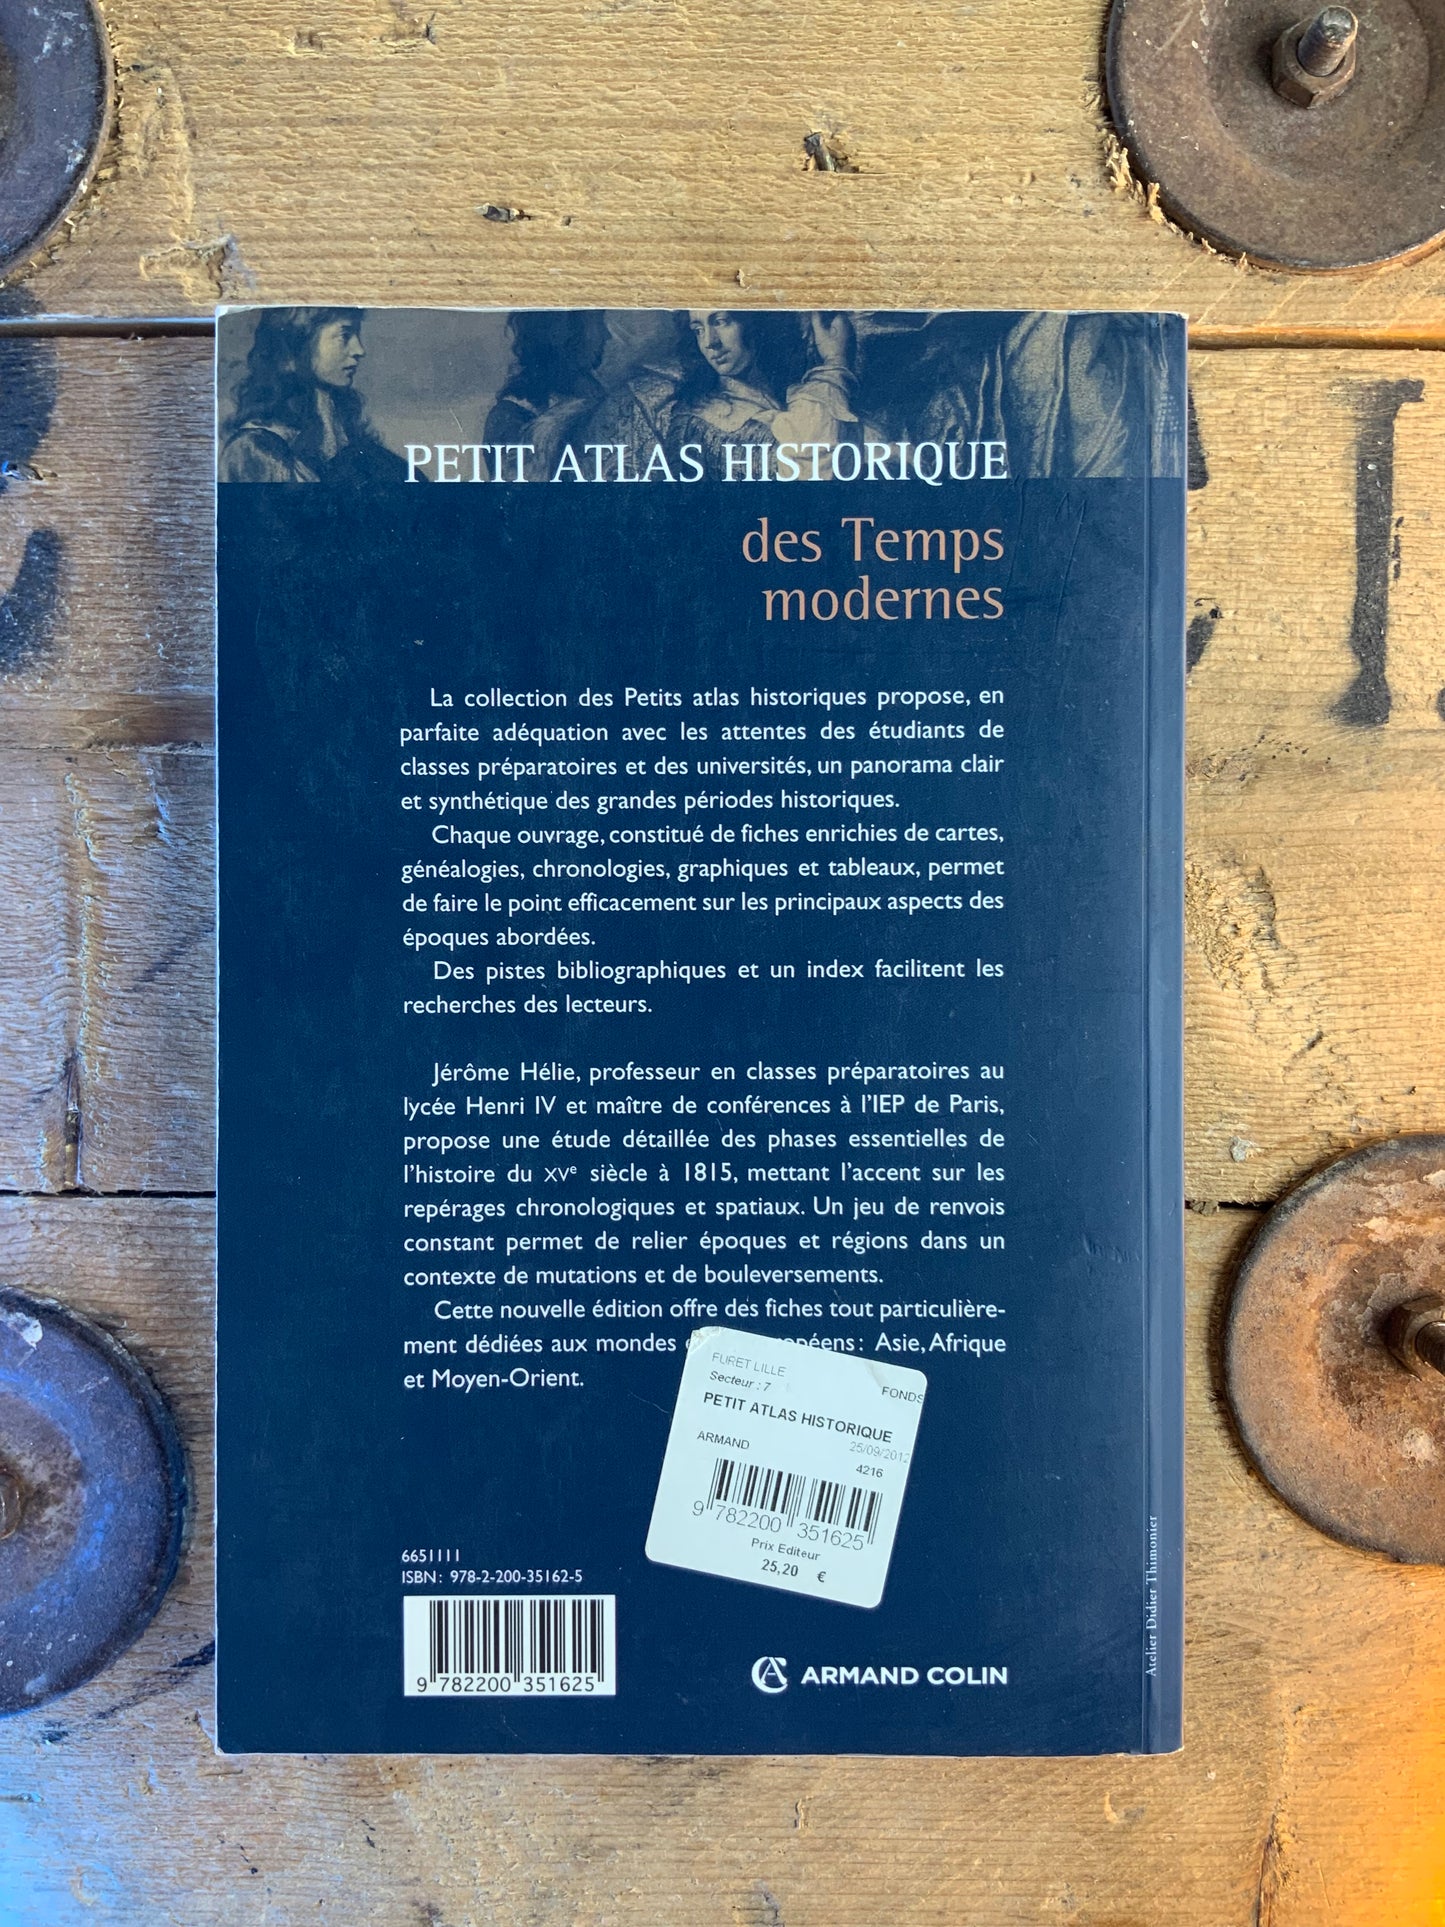 PETIT ATLAS HISTORIQUE
des Temps
modernes
La collection des Petits atlas historiques propose, en
parfaite adéquation avec les attentes des étudiants de
classes préparatoires et des universités, un panorama clair
et synthétique des grandes périodes historiques.
Chaque ouvrage, constitué de fiches enrichies de cartes,
généalogies, chronologies, graphiques et tableaux, permet
de faire le point efficacement sur les principaux aspects des
époques abordées.
Des pistes bibliographiques et un index facilitent les
recherches des lecteurs.
Jérôme Hélie, professeur en classes préparatoires au
lycée Henri IV et maître de conférences à l'IEP de Paris,
propose une étude détaillée des phases essentielles de
l'histoire du XVe siècle à 1815, mettant l'accent sur les
repérages chronologiques et spatiaux. Un jeu de renvois
constant permet de relier époques et régions dans un
contexte de mutations et de bouleversements.
Cette nouvelle édition offre des fiches tout particulière-
ment dédiées aux mondes : Asie, Afrique
et Moyen-Orient.
FURET LILLE
Secteur : 7
FONDS
PETIT ATLAS HISTORIQUE
ARMAND
25/09/2012
4216
9 782200 351625
Prix Editeur
25,20 €
6651111
ISBN : 978-2-200-35162-5
9 782200 351625
ARMAND COLIN
Atelier Didier Thimonier